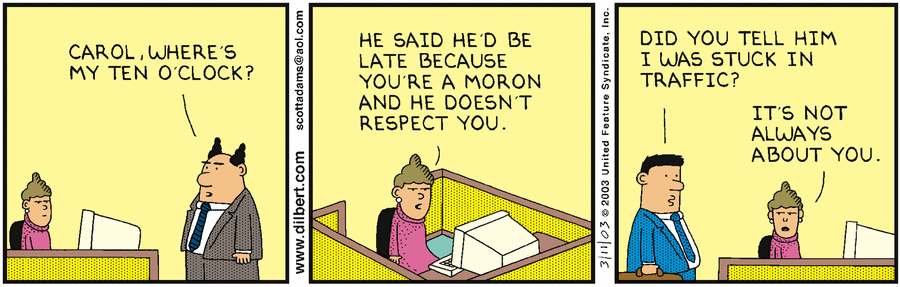 CAROL, WHERE'S
MY TEN O'CLOCK?
www.dilbert.com
scottadams@aol.com
HE SAID HE'D BE
LATE BECAUSE
YOU'RE A MORON
AND HE DOESN'T
RESPECT YOU.
3/11/03 © 2003 United Feature Syndicate, Inc.
DID YOU TELL HIM
I WAS STUCK IN
TRAFFIC?
IT'S NOT
ALWAYS
ABOUT YOU.